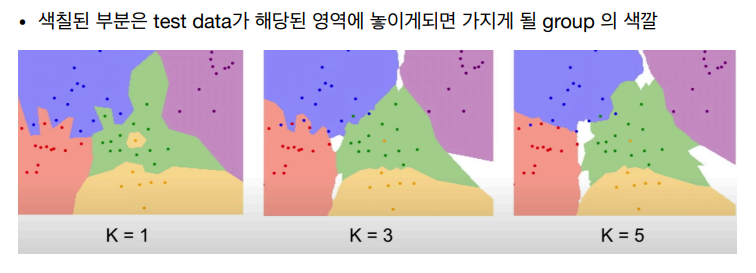 • 색칠된 부분은 test data가 해당된 영역에 놓이게되면 가지게 될 group 의 색깔
K = 1 K = 3 K = 5